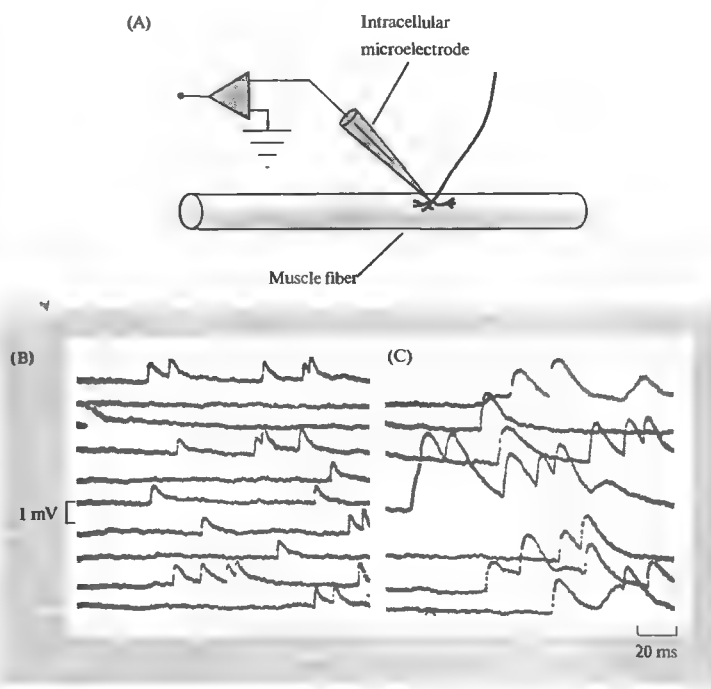 (A)
Intracellular
microelectrode
Muscle fiber
(B)
(C)
1 mV
20 ms